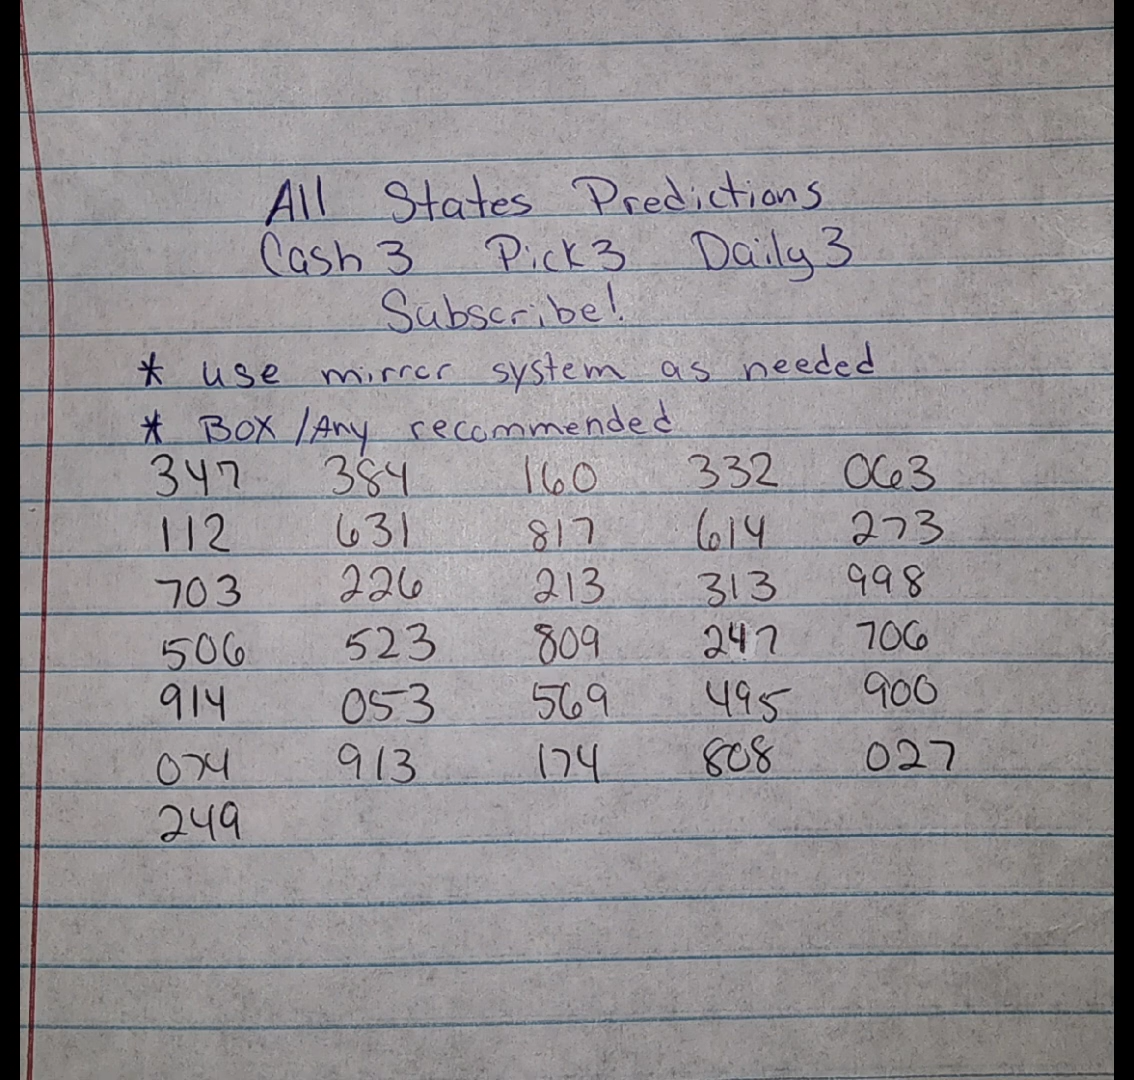 All States Predictions
Cash 3 Pick 3 Daily 3
Subscribe!
* use mirror system as needed
* BOX / Any recommended
347 384 160 332 063
112 631 817 614 273
703 226 213 313 998
506 523 809 247 706
914 053 569 495 900
074 913 174 808 027
249